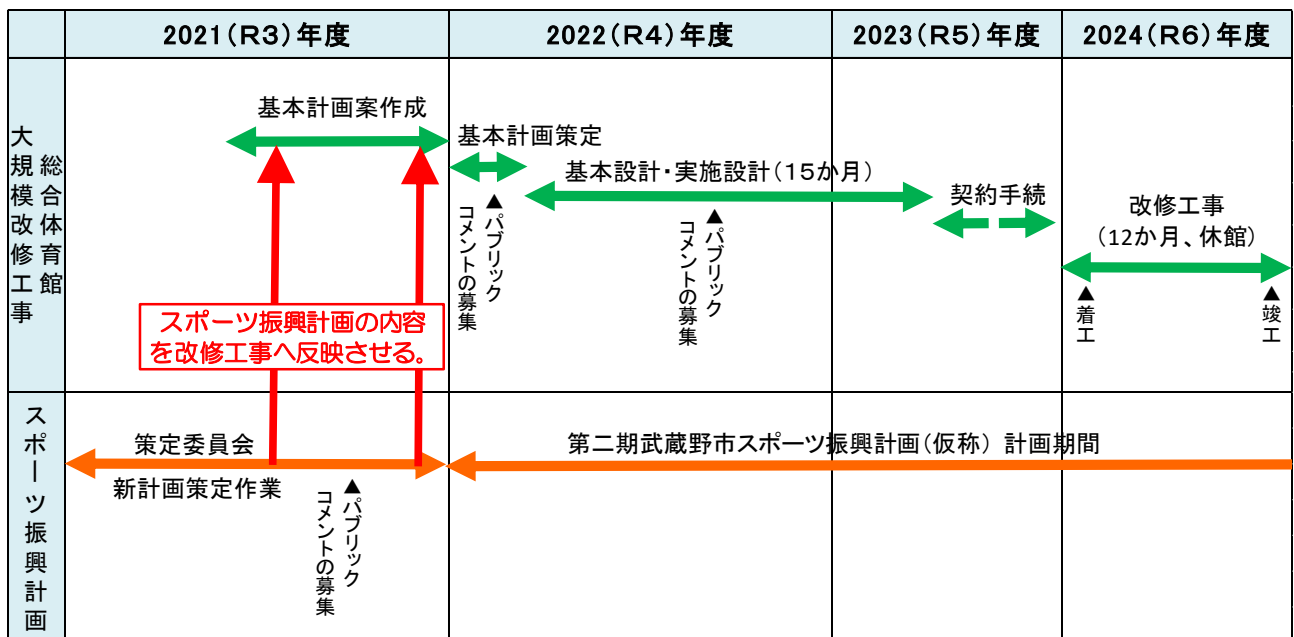 2021(R3)年度
2022(R4)年度
2023(R5)年度
2024(R6)年度
総合体育館
大規模改修工事
基本計画案作成
基本計画策定
▲パブリック
コメントの募集
基本設計・実施設計(15か月)
▲パブリック
コメントの募集
契約手続
改修工事
(12か月、休館)
▲着工
▲竣工
スポーツ振興計画の内容
を改修工事へ反映させる。
スポーツ振興計画
策定委員会
新計画策定作業
▲パブリック
コメントの募集
第二期武蔵野市スポーツ振興計画(仮称) 計画期間